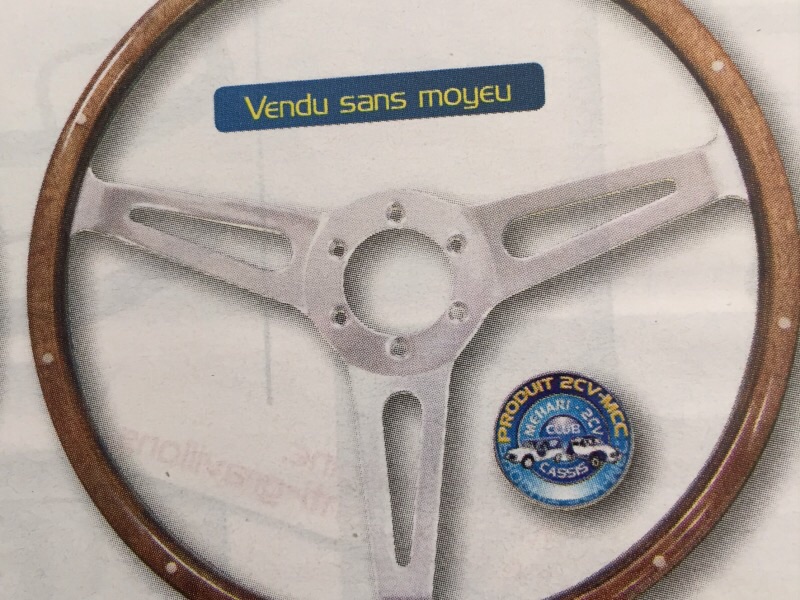 Vendu sans moyeu
PRODUIT 2CV-MCC
MEHARI - 2CV
CLUB
CASSIS